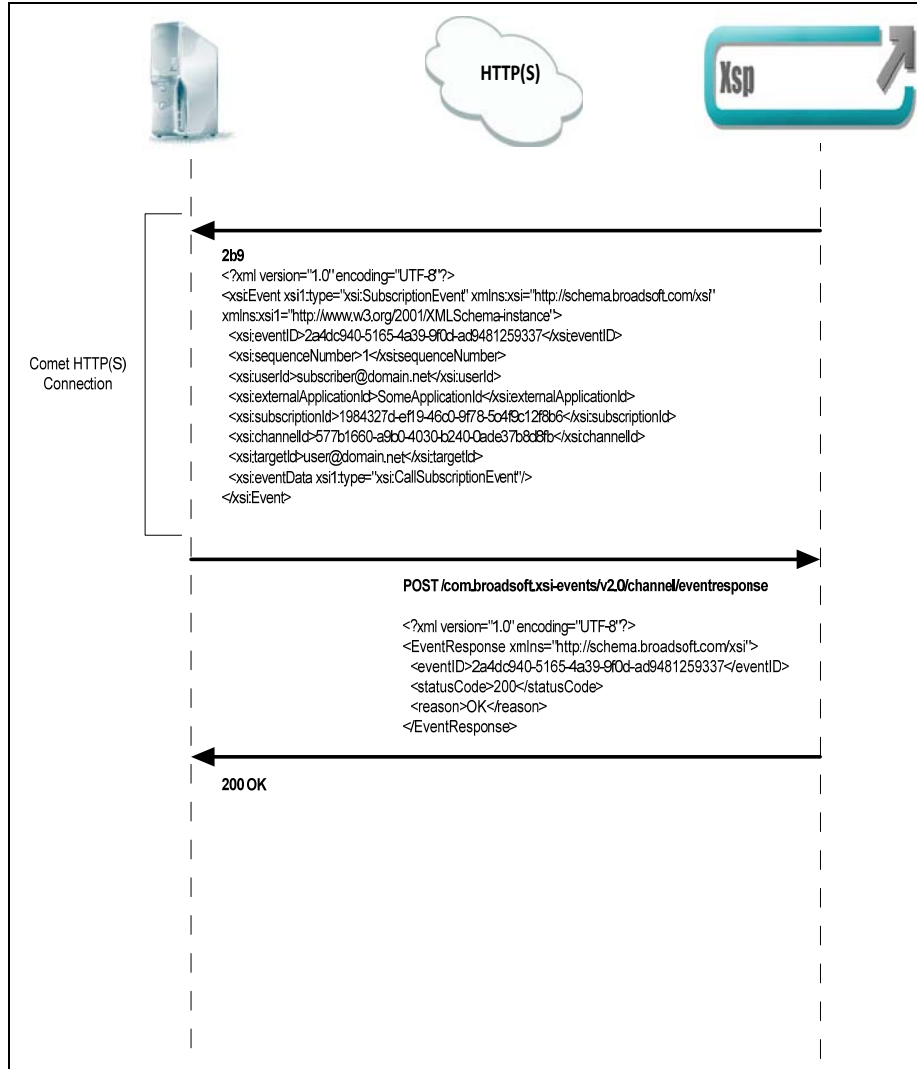 HTTP(S)
Xsp
2b9
<?xml version="1.0" encoding="UTF-8"?>
<xsi:Event xsi1:type="xsi:SubscriptionEvent" xmlns:xsi="http://schema.broadsoft.com/xsi"
xmlns:xsi1="http://www.w3.org/2001/XMLSchema-instance">
<xsi:eventID>2a4dc940-5165-4a39-9f0d-ad9481259337</xsi:eventID>
<xsi:sequenceNumber>1</xsi:sequenceNumber>
<xsi:userId>subscriber@domain.net</xsi:userId>
<xsi:externalApplicationId>SomeApplicationId</xsi:externalApplicationId>
<xsi:subscriptionId>1984327d-ef19-46c0-9f78-5c4f9c12f8b6</xsi:subscriptionId>
<xsi:channelId>577b1660-a9b0-4030-b240-0ade37b8d8fb</xsi:channelId>
<xsi:targetId>user@domain.net</xsi:targetId>
<xsi:eventData xsi1:type="xsi:CallSubscriptionEvent"/>
</xsi:Event>
Comet HTTP(S)
Connection
POST /com.broadsoft.xsi-events/v2.0/channel/eventresponse
<?xml version="1.0" encoding="UTF-8"?>
<EventResponse xmlns="http://schema.broadsoft.com/xsi">
<eventID>2a4dc940-5165-4a39-9f0d-ad9481259337</eventID>
<statusCode>200</statusCode>
<reason>OK</reason>
</EventResponse>
200 OK